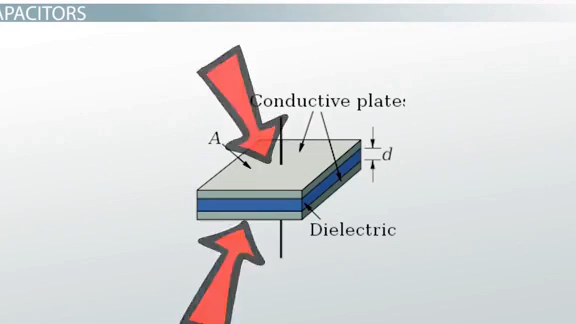 APACITORS
Conductive plates
A
d
Dielectric